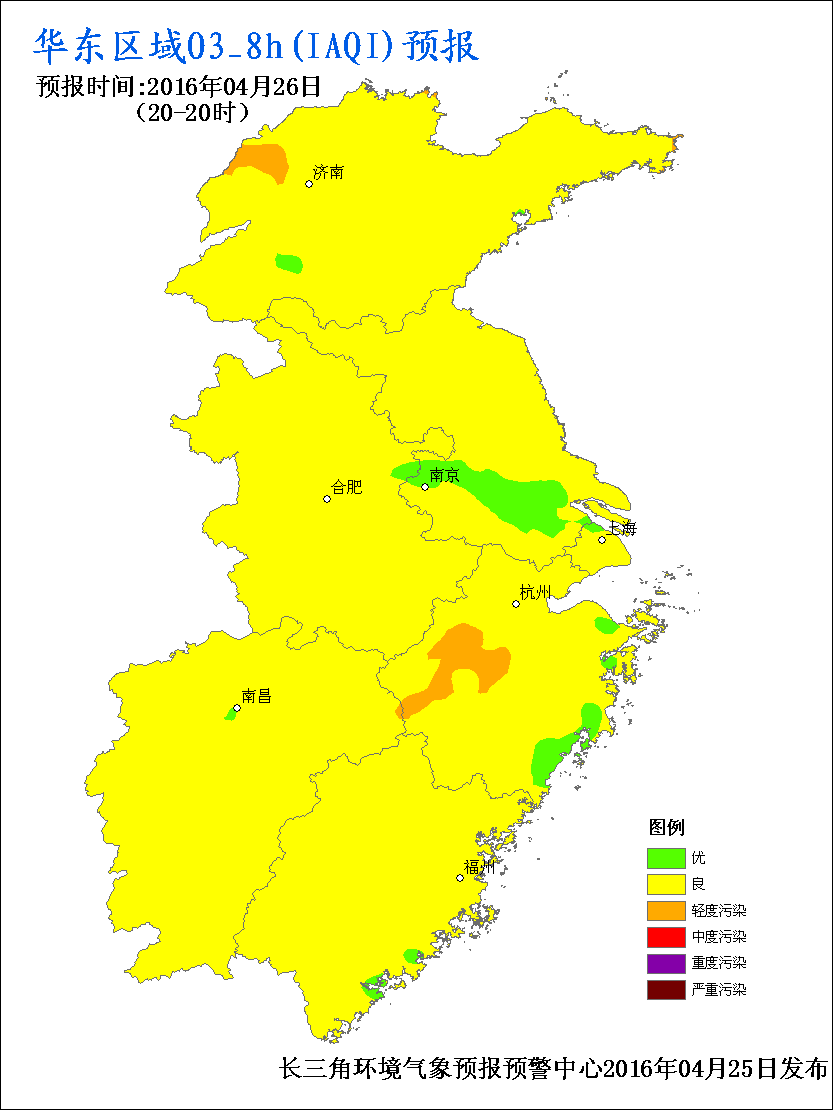 华东区域O3_8h(IAQI)预报
预报时间:2016年04月26日
(20-20时)
济南
南京
合肥
上海
杭州
南昌
福州
图例
优
良
轻度污染
中度污染
重度污染
严重污染
长三角环境气象预报预警中心2016年04月25日发布